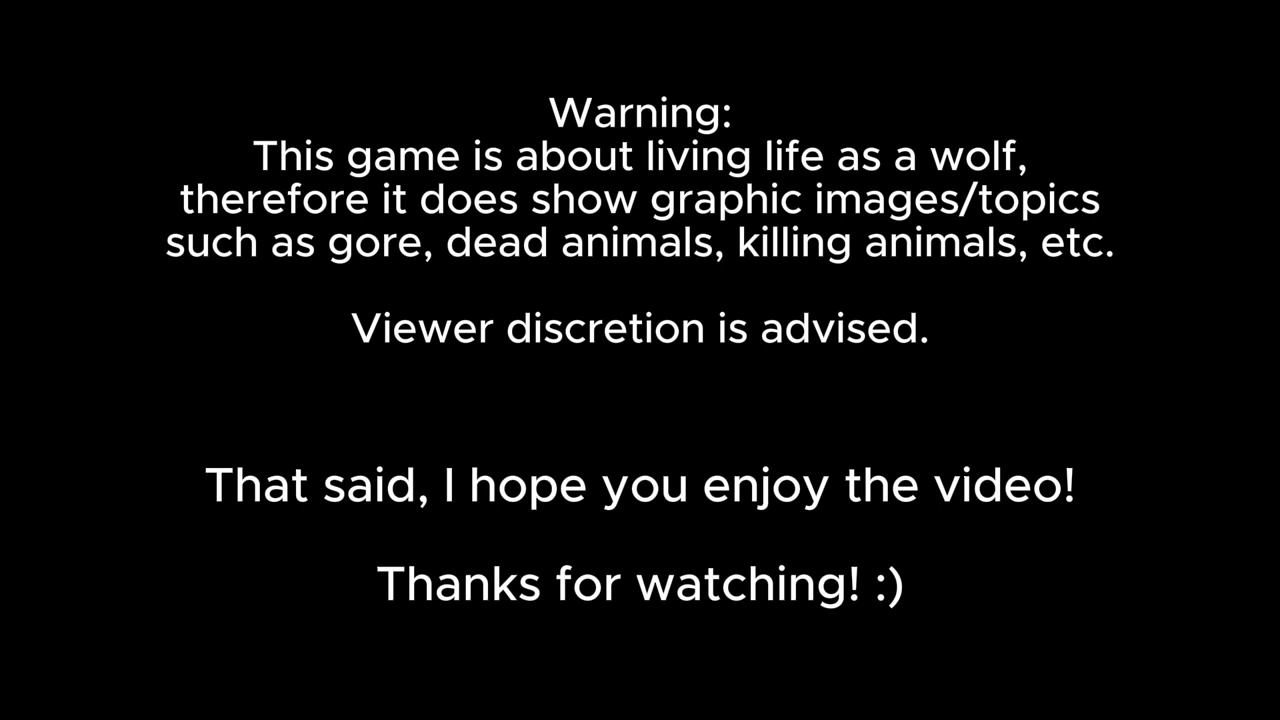 Warning:
This game is about living life as a wolf,
therefore it does show graphic images/topics
such as gore, dead animals, killing animals, etc.
Viewer discretion is advised.
That said, I hope you enjoy the video!
Thanks for watching! :)